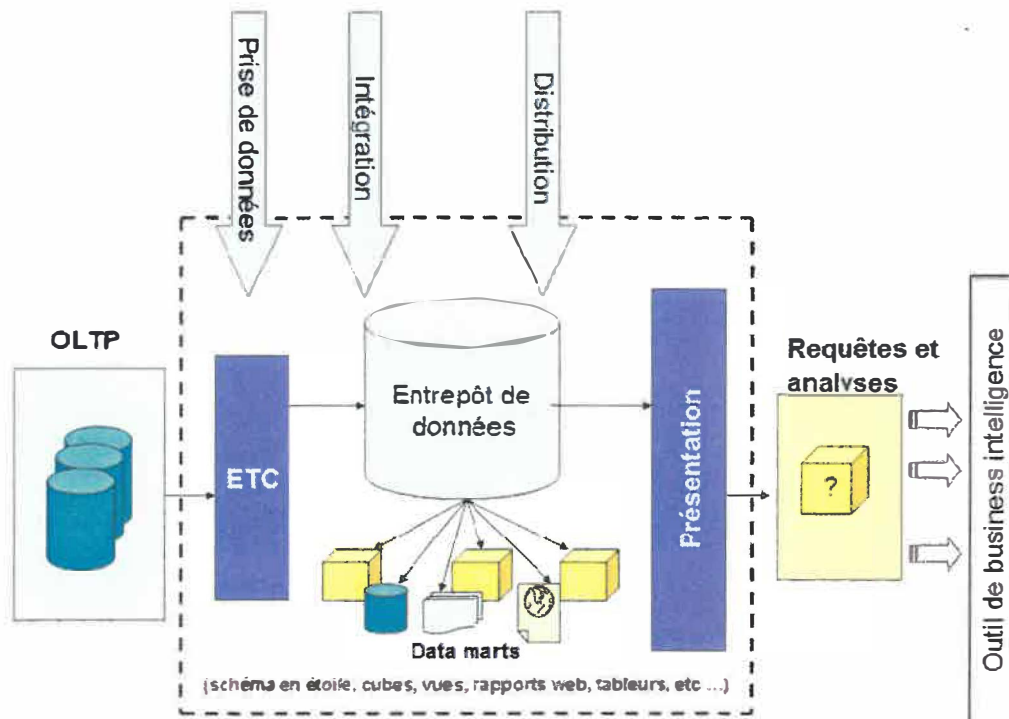 Prise de données
Intégration
Distribution
OLTP
ETC
Entrepôt de
données
Présentation
Requêtes et
analyses
?
Outil de business intelligence
Data marts
(schéma en étoile, cubes, vues, rapports web, tableurs, etc ...)